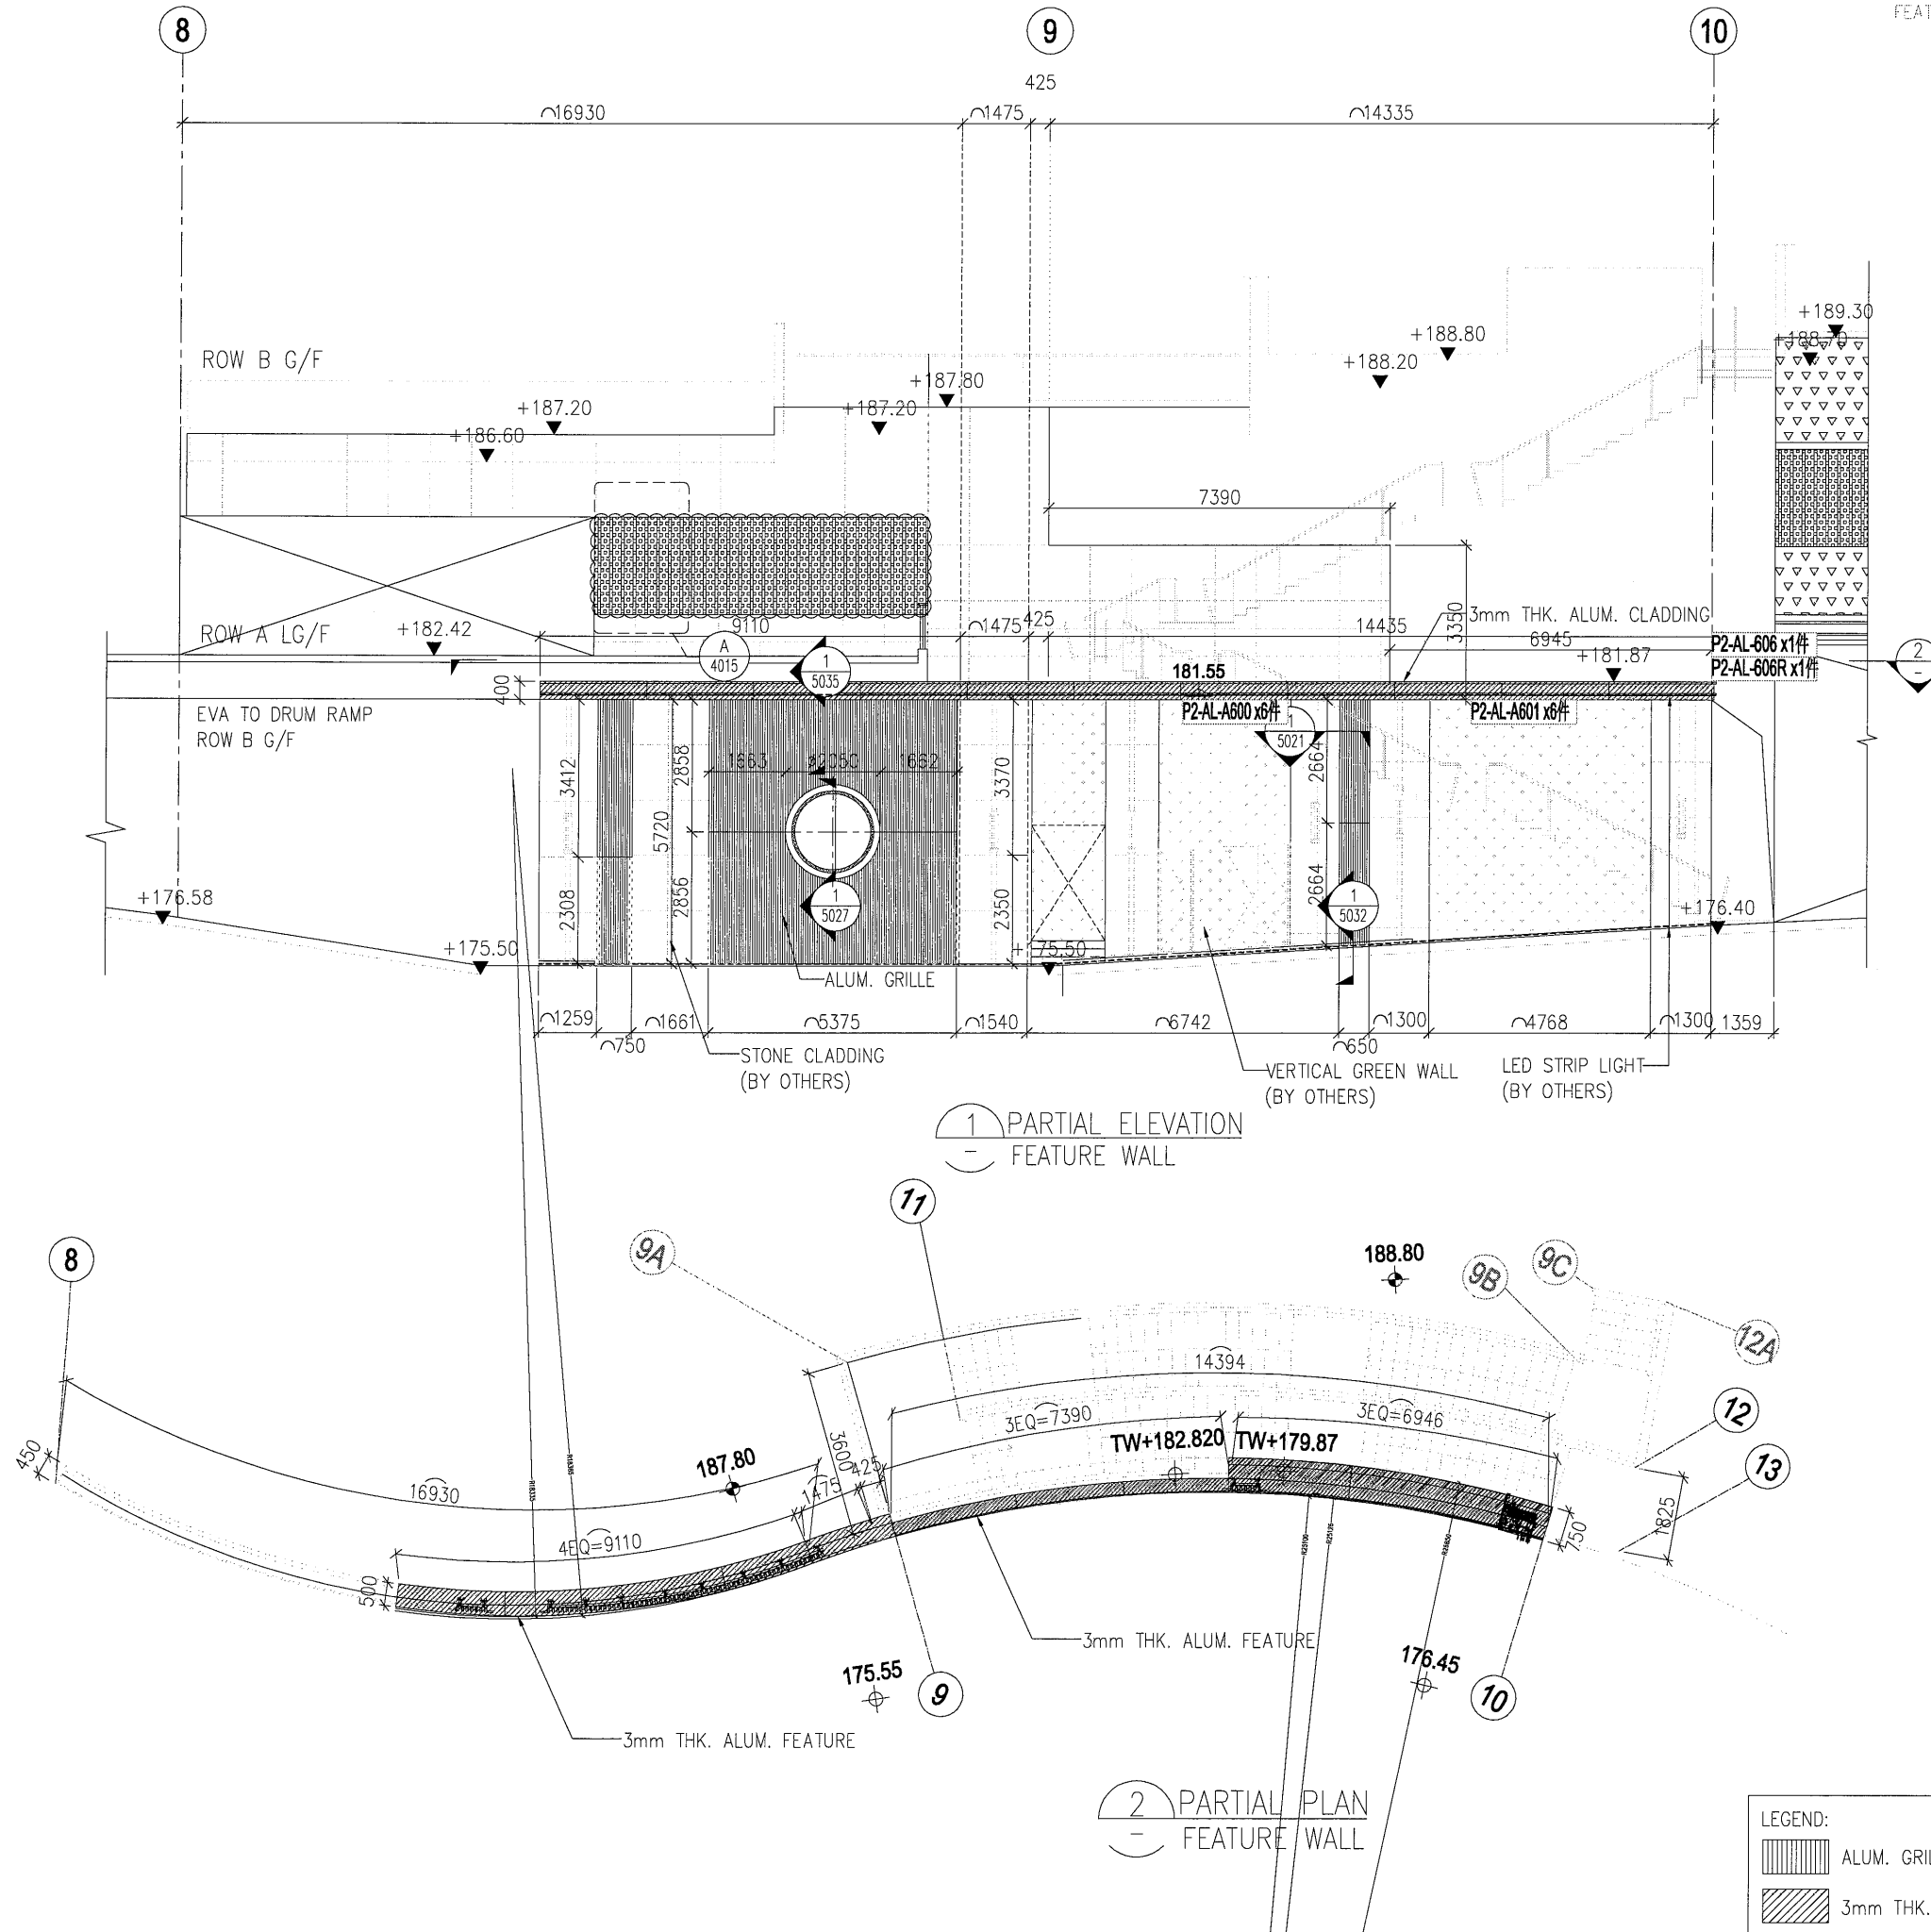 FEAT
8
9
10
425
⌒16930
⌒1475
⌒14335
+189.30
+188.70
+188.80
+188.20
ROW B G/F
+187.80
+187.20
+187.20
+186.60
7390
3350
3mm THK. ALUM. CLADDING
ROW A LG/F
+182.42
9110
⌒1475
425
14435
6945
P2-AL-606 x1件
P2-AL-606R x1件
+181.87
A
4015
1
5035
2
-
181.55
400
P2-AL-A600 x6件
P2-AL-A601 x6件
EVA TO DRUM RAMP
ROW B G/F
1
5021
1663
1662
3412
2858
5720
3370
2664
2308
2856
2350
2664
1
5027
1
5032
+176.58
+176.40
+175.50
+175.50
ALUM. GRILLE
⌒1259
⌒1661
⌒5375
⌒1540
⌒6742
⌒1300
⌒4768
⌒1300
1359
⌒750
⌒650
STONE CLADDING
(BY OTHERS)
VERTICAL GREEN WALL
(BY OTHERS)
LED STRIP LIGHT
(BY OTHERS)
1 PARTIAL ELEVATION
- FEATURE WALL
11
8
9A
188.80
9B
9C
12A
14394
3EQ=7390
3EQ=6946
12
13
450
3600
TW+182.820
TW+179.87
187.80
1475
425
16930
1825
750
4EQ=9110
500
3mm THK. ALUM. FEATURE
175.55
176.45
9
10
3mm THK. ALUM. FEATURE
2 PARTIAL PLAN
- FEATURE WALL
LEGEND:
ALUM. GRIL
3mm THK.